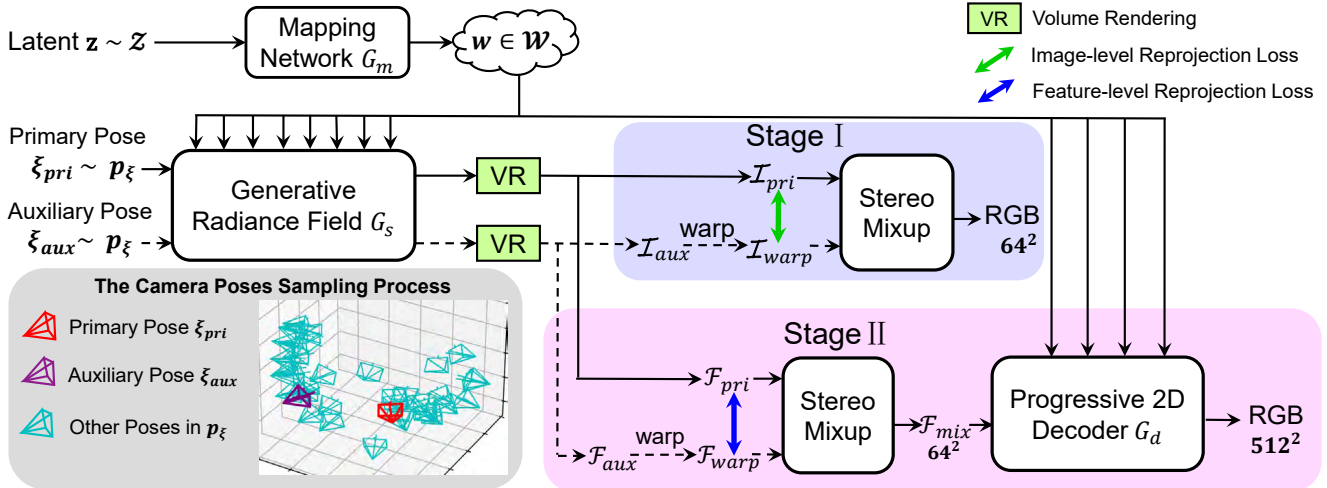 Latent z ~ 𝒵
Mapping
Network G_m
w ∈ 𝒲
VR
Volume Rendering
Image-level Reprojection Loss
Feature-level Reprojection Loss
Primary Pose
ξ_pri ~ p_ξ
Auxiliary Pose
ξ_aux ~ p_ξ
Generative
Radiance Field G_s
VR
VR
Stage Ⅰ
ℐ_pri
ℐ_aux
warp
ℐ_warp
Stereo
Mixup
RGB
64²
The Camera Poses Sampling Process
Primary Pose ξ_pri
Auxiliary Pose ξ_aux
Other Poses in p_ξ
Stage Ⅱ
ℱ_pri
ℱ_aux
warp
ℱ_warp
Stereo
Mixup
ℱ_mix
64²
Progressive 2D
Decoder G_d
RGB
512²